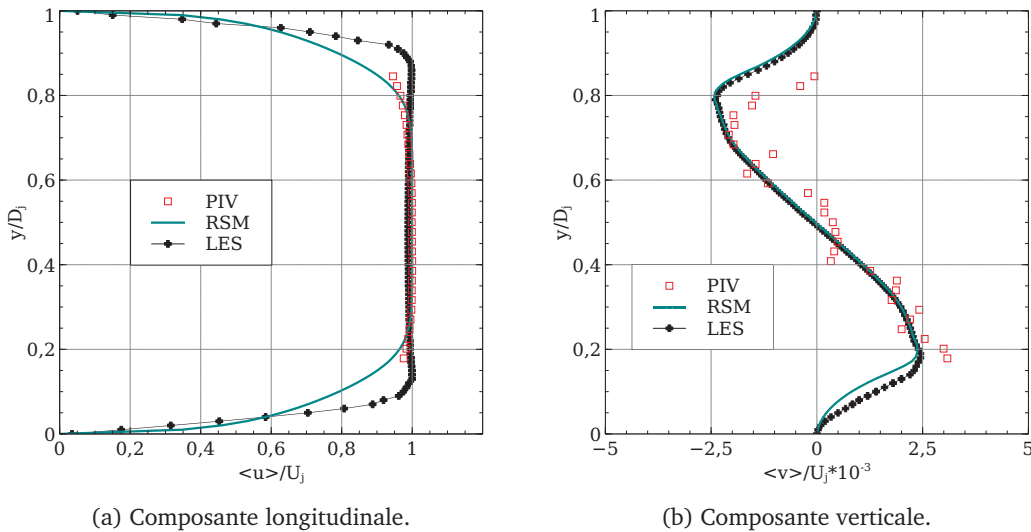 1
0,8
0,6
0,4
0,2
0
y/Dj
PIV
RSM
LES
0 0,2 0,4 0,6 0,8 1
<u>/Uj
(a) Composante longitudinale.
1
0,8
0,6
0,4
0,2
0
y/Dj
PIV
RSM
LES
−5 −2,5 0 2,5 5
<v>/Uj*10-3
(b) Composante verticale.